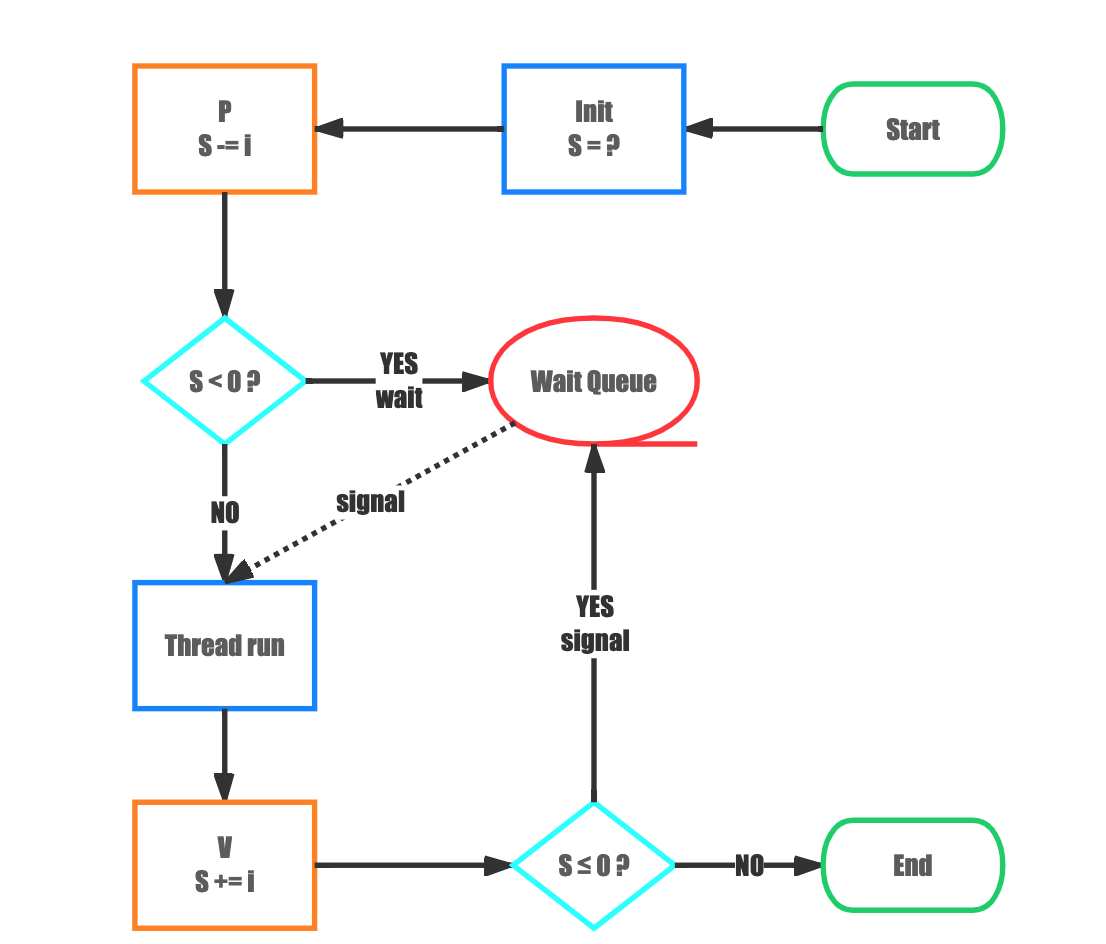 P
S -= i
Init
S = ?
Start
S < 0 ?
YES
wait
Wait Queue
signal
NO
Thread run
YES
signal
V
S += i
S ≤ 0 ?
NO
End